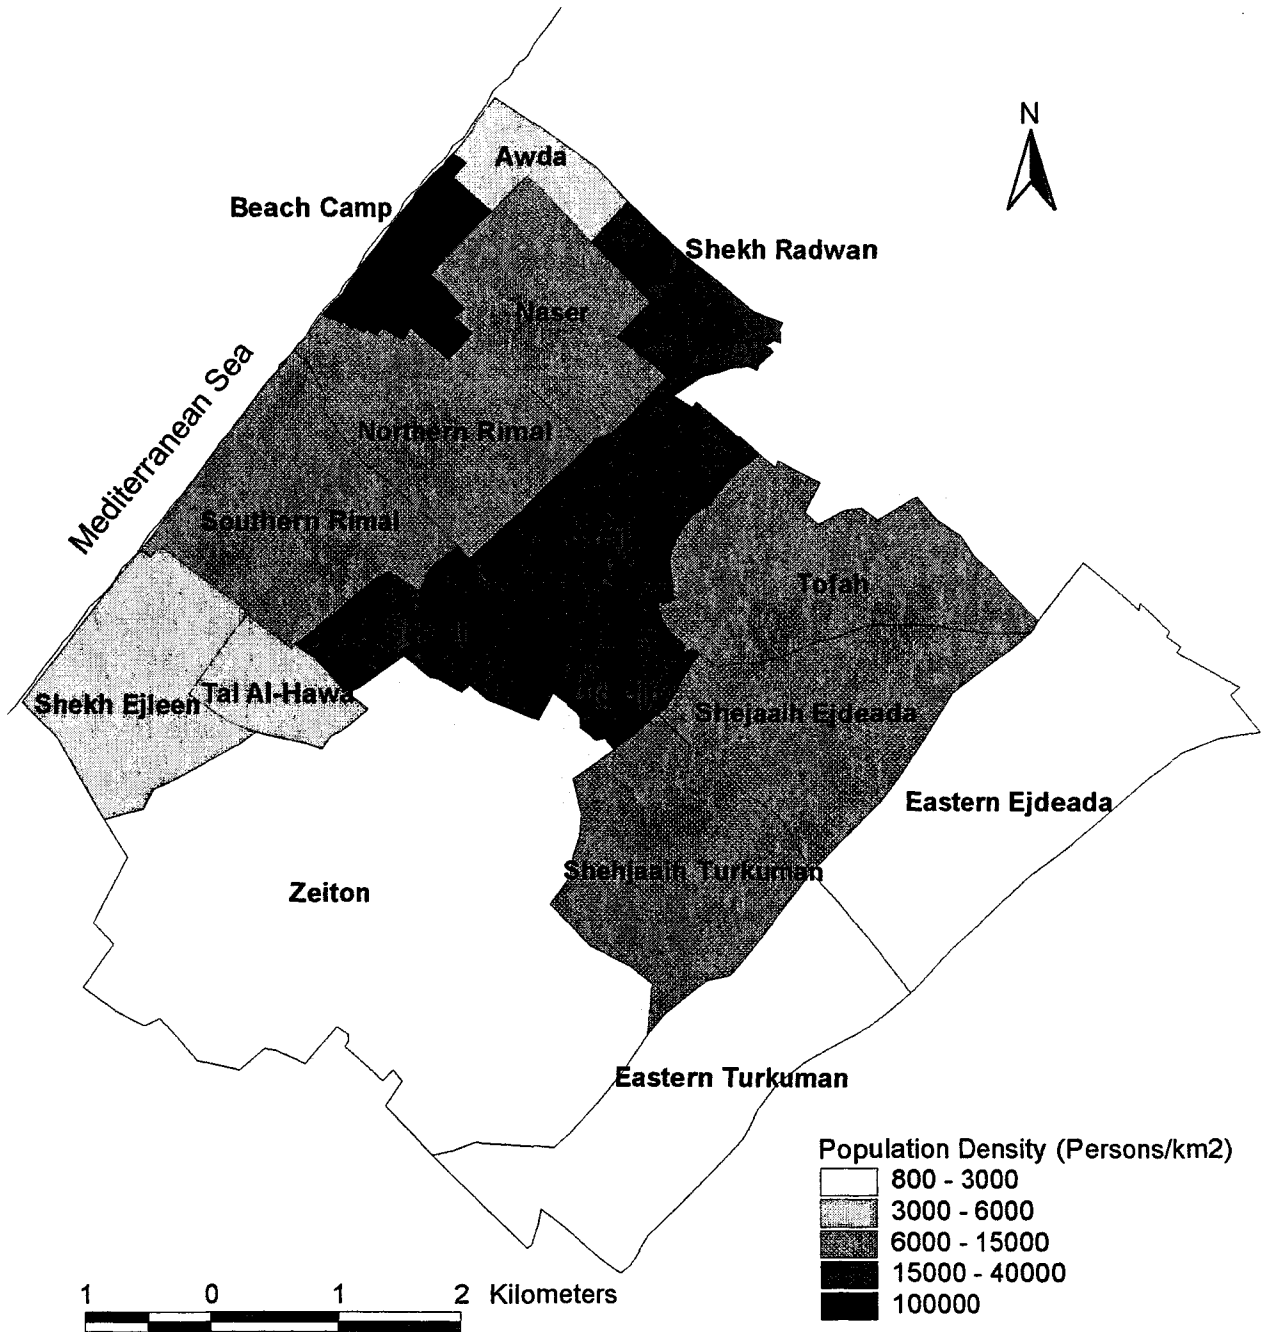 N
Awda
Beach Camp
Shekh Radwan
Naser
Mediterranean Sea
Northern Rimal
Southern Rimal
Tofah
Shekh Ejleen
Tal Al-Hawa
Shejaaih Ejdeada
Eastern Ejdeada
Shehjaaih Turkuman
Zeiton
Eastern Turkuman
Population Density (Persons/km2)
800 - 3000
3000 - 6000
6000 - 15000
15000 - 40000
100000
1 0 1 2 Kilometers